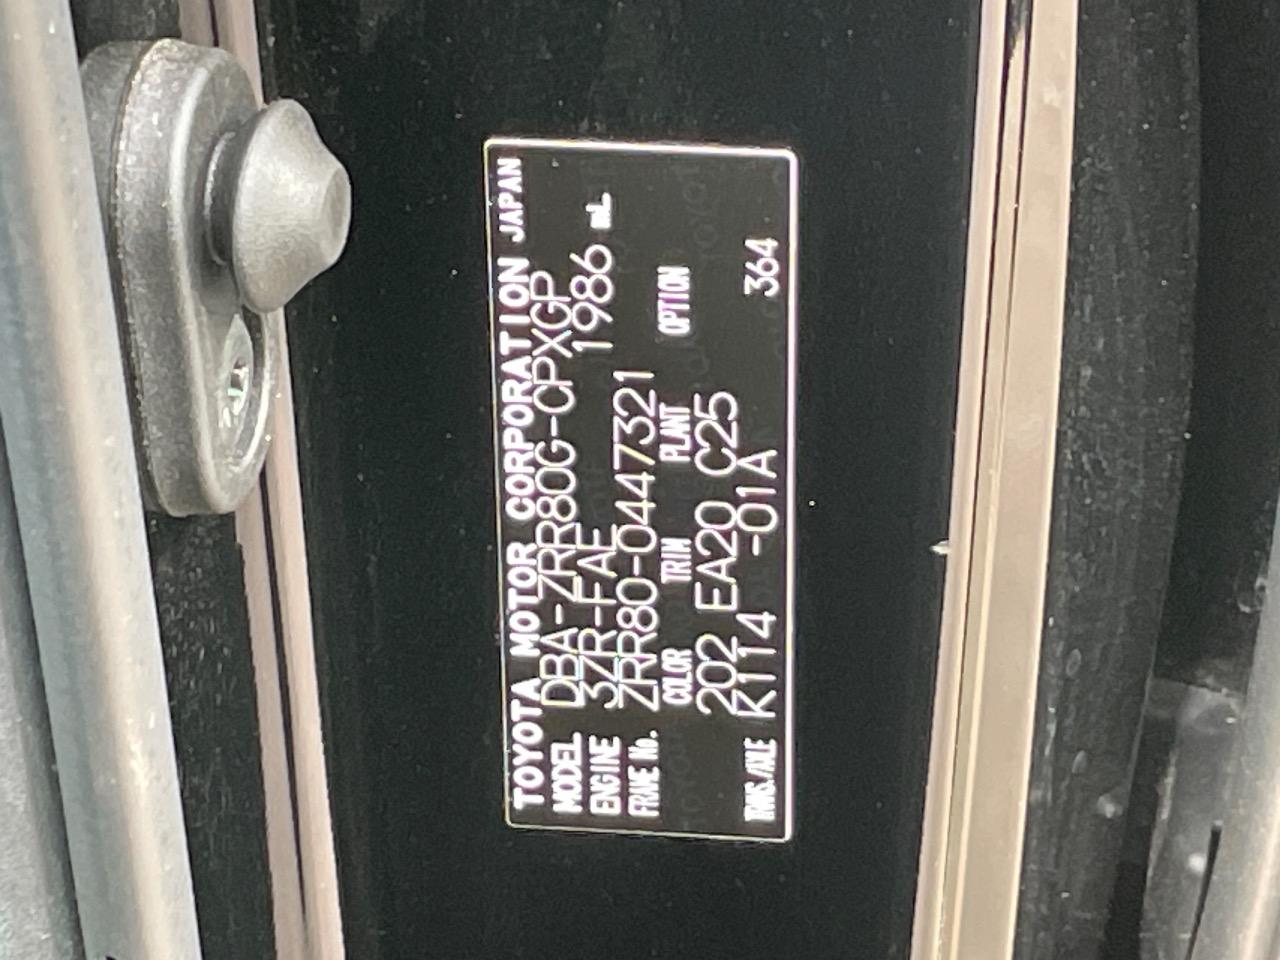 TOYOTA MOTOR CORPORATION JAPAN
MODEL DBA-ZRR80G-CPXGP
ENGINE 3ZR-FAE 1986 mL
FRAME No. ZRR80-0447321
COLOR TRIM PLANT OPTION
202 EA20 C25
TRANS./AXLE K114 -01A 364